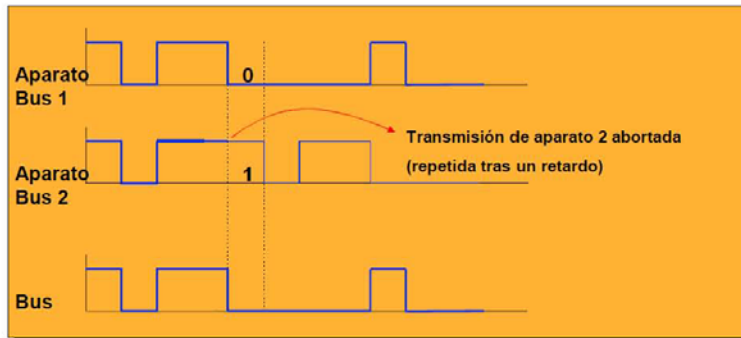 Aparato
Bus 1
0
Transmisión de aparato 2 abortada
(repetida tras un retardo)
Aparato
Bus 2
1
Bus